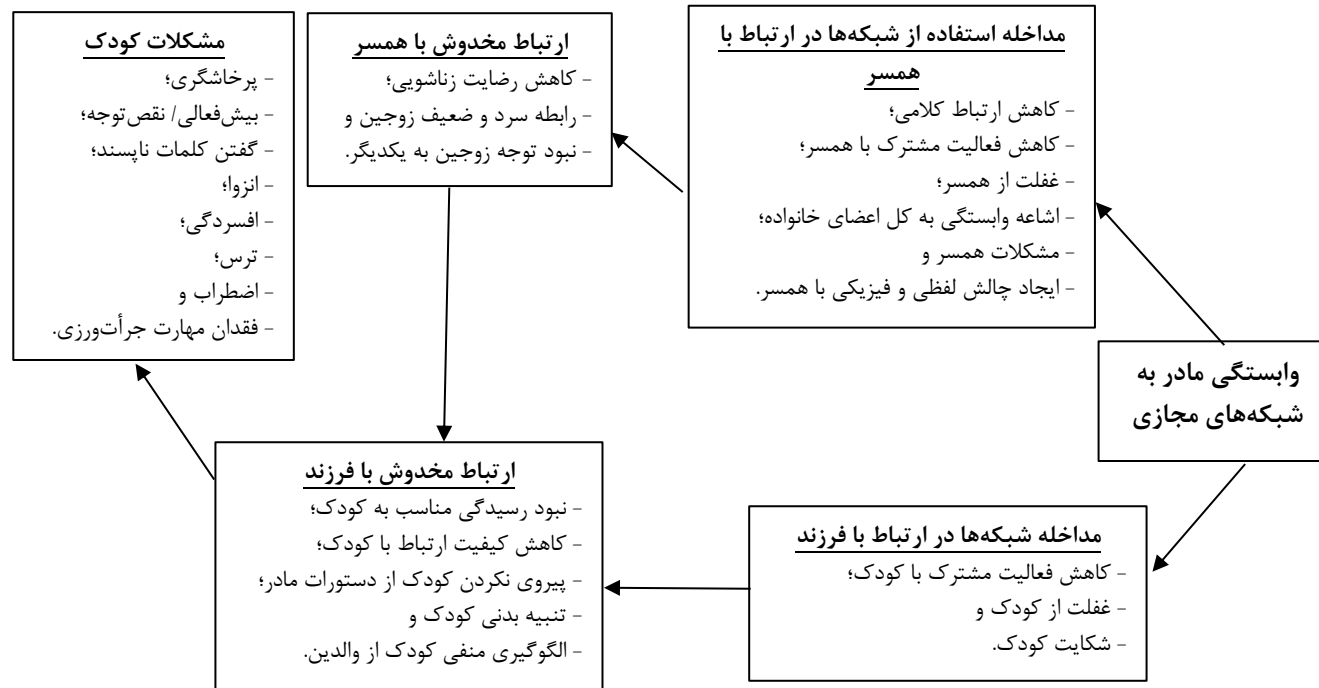 مداخله استفاده از شبکه‌ها در ارتباط با
همسر
- کاهش ارتباط کلامی؛
- کاهش فعالیت مشترک با همسر؛
- غفلت از همسر؛
- اشاعه وابستگی به کل اعضای خانواده؛
- مشکلات همسر و
- ایجاد چالش لفظی و فیزیکی با همسر.
ارتباط مخدوش با همسر
- کاهش رضایت زناشویی؛
- رابطه سرد و ضعیف زوجین و
- نبود توجه زوجین به یکدیگر.
مشکلات کودک
- پرخاشگری؛
- بیش‌فعالی/ نقص‌توجه؛
- گفتن کلمات ناپسند؛
- انزوا؛
- افسردگی؛
- ترس؛
- اضطراب و
- فقدان مهارت جرأت‌ورزی.
وابستگی مادر به
شبکه‌های مجازی
مداخله شبکه‌ها در ارتباط با فرزند
- کاهش فعالیت مشترک با کودک؛
- غفلت از کودک و
- شکایت کودک.
ارتباط مخدوش با فرزند
- نبود رسیدگی مناسب به کودک؛
- کاهش کیفیت ارتباط با کودک؛
- پیروی نکردن کودک از دستورات مادر؛
- تنبیه بدنی کودک و
- الگوگیری منفی کودک از والدین.